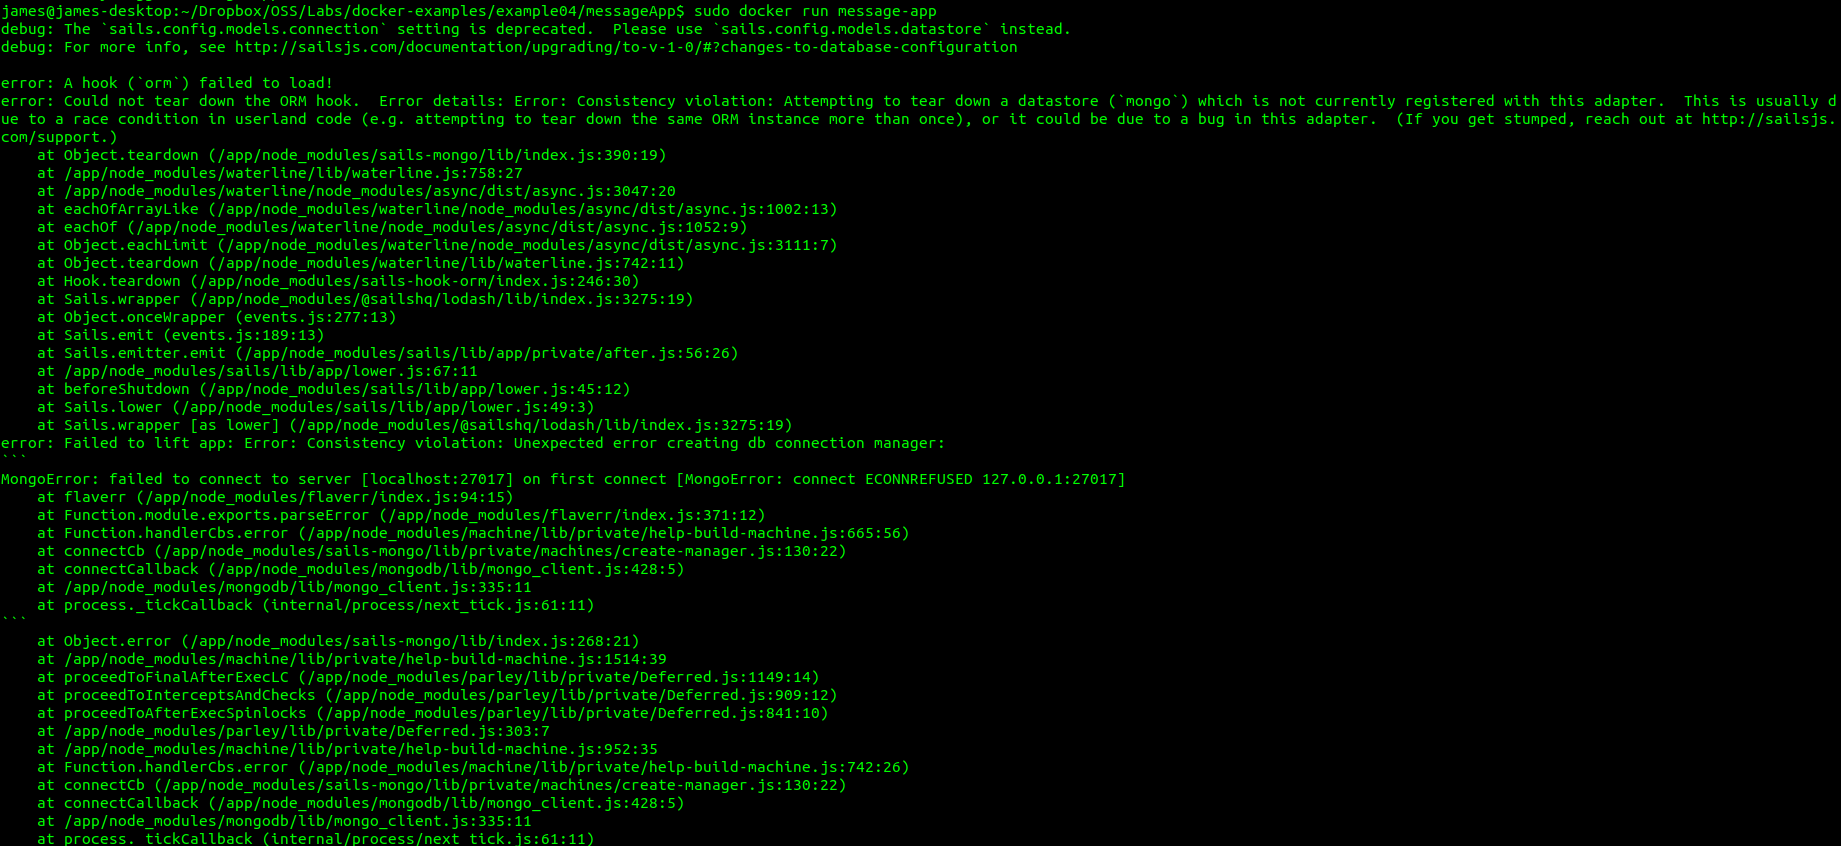 james@james-desktop:~/Dropbox/OSS/Labs/docker-examples/example04/messageApp$ sudo docker run message-app
debug: The `sails.config.models.connection` setting is deprecated.  Please use `sails.config.models.datastore` instead.
debug: For more info, see http://sailsjs.com/documentation/upgrading/to-v-1-0/#?changes-to-database-configuration
error: A hook (`orm`) failed to load!
error: Could not tear down the ORM hook.  Error details: Error: Consistency violation: Attempting to tear down a datastore (`mongo`) which is not currently registered with this adapter.  This is usually d
ue to a race condition in userland code (e.g. attempting to tear down the same ORM instance more than once), or it could be due to a bug in this adapter.  (If you get stumped, reach out at http://sailsjs.
com/support.)
    at Object.teardown (/app/node_modules/sails-mongo/lib/index.js:390:19)
    at /app/node_modules/waterline/lib/waterline.js:758:27
    at /app/node_modules/waterline/node_modules/async/dist/async.js:3047:20
    at eachOfArrayLike (/app/node_modules/waterline/node_modules/async/dist/async.js:1002:13)
    at eachOf (/app/node_modules/waterline/node_modules/async/dist/async.js:1052:9)
    at Object.eachLimit (/app/node_modules/waterline/node_modules/async/dist/async.js:3111:7)
    at Object.teardown (/app/node_modules/waterline/lib/waterline.js:742:11)
    at Hook.teardown (/app/node_modules/sails-hook-orm/index.js:246:30)
    at Sails.wrapper (/app/node_modules/@sailshq/lodash/lib/index.js:3275:19)
    at Object.onceWrapper (events.js:277:13)
    at Sails.emit (events.js:189:13)
    at Sails.emitter.emit (/app/node_modules/sails/lib/app/private/after.js:56:26)
    at /app/node_modules/sails/lib/app/lower.js:67:11
    at beforeShutdown (/app/node_modules/sails/lib/app/lower.js:45:12)
    at Sails.lower (/app/node_modules/sails/lib/app/lower.js:49:3)
    at Sails.wrapper [as lower] (/app/node_modules/@sailshq/lodash/lib/index.js:3275:19)
error: Failed to lift app: Error: Consistency violation: Unexpected error creating db connection manager:
```
MongoError: failed to connect to server [localhost:27017] on first connect [MongoError: connect ECONNREFUSED 127.0.0.1:27017]
    at flaverr (/app/node_modules/flaverr/index.js:94:15)
    at Function.module.exports.parseError (/app/node_modules/flaverr/index.js:371:12)
    at Function.handlerCbs.error (/app/node_modules/machine/lib/private/help-build-machine.js:665:56)
    at connectCb (/app/node_modules/sails-mongo/lib/private/machines/create-manager.js:130:22)
    at connectCallback (/app/node_modules/mongodb/lib/mongo_client.js:428:5)
    at /app/node_modules/mongodb/lib/mongo_client.js:335:11
    at process._tickCallback (internal/process/next_tick.js:61:11)
```
    at Object.error (/app/node_modules/sails-mongo/lib/index.js:268:21)
    at /app/node_modules/machine/lib/private/help-build-machine.js:1514:39
    at proceedToFinalAfterExecLC (/app/node_modules/parley/lib/private/Deferred.js:1149:14)
    at proceedToInterceptsAndChecks (/app/node_modules/parley/lib/private/Deferred.js:909:12)
    at proceedToAfterExecSpinlocks (/app/node_modules/parley/lib/private/Deferred.js:841:10)
    at /app/node_modules/parley/lib/private/Deferred.js:303:7
    at /app/node_modules/machine/lib/private/help-build-machine.js:952:35
    at Function.handlerCbs.error (/app/node_modules/machine/lib/private/help-build-machine.js:742:26)
    at connectCb (/app/node_modules/sails-mongo/lib/private/machines/create-manager.js:130:22)
    at connectCallback (/app/node_modules/mongodb/lib/mongo_client.js:428:5)
    at /app/node_modules/mongodb/lib/mongo_client.js:335:11
    at process._tickCallback (internal/process/next_tick.js:61:11)